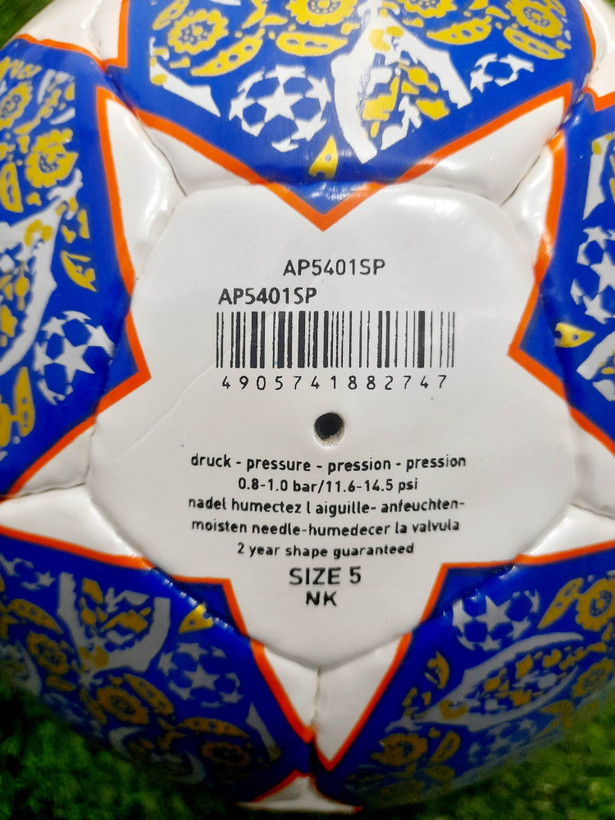 AP5401SP
AP5401SP
4905741882747
druck - pressure - pression - pression
0.8-1.0 bar/11.6-14.5 psi
nadel humectez l aiguille- anfeuchten-
moisten needle-humedecer la valvula
2 year shape guaranteed
SIZE 5
NK